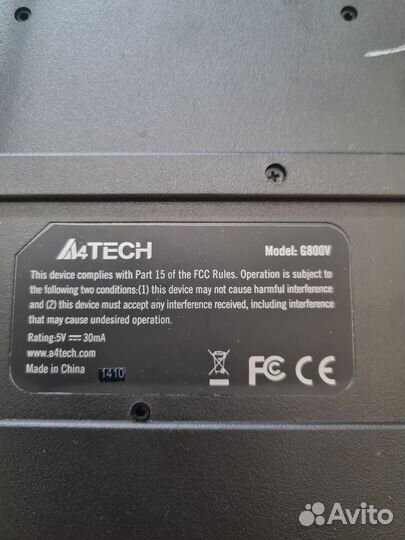 A4TECH
Model: G800V
This device complies with Part 15 of the FCC Rules. Operation is subject to
the following two conditions:(1) this device may not cause harmful interference
and (2) this device must accept any interference received, including interference
that may cause undesired operation.
Rating:5V ⎓ 30mA
www.a4tech.com
Made in China 1410
FC CE
Avito